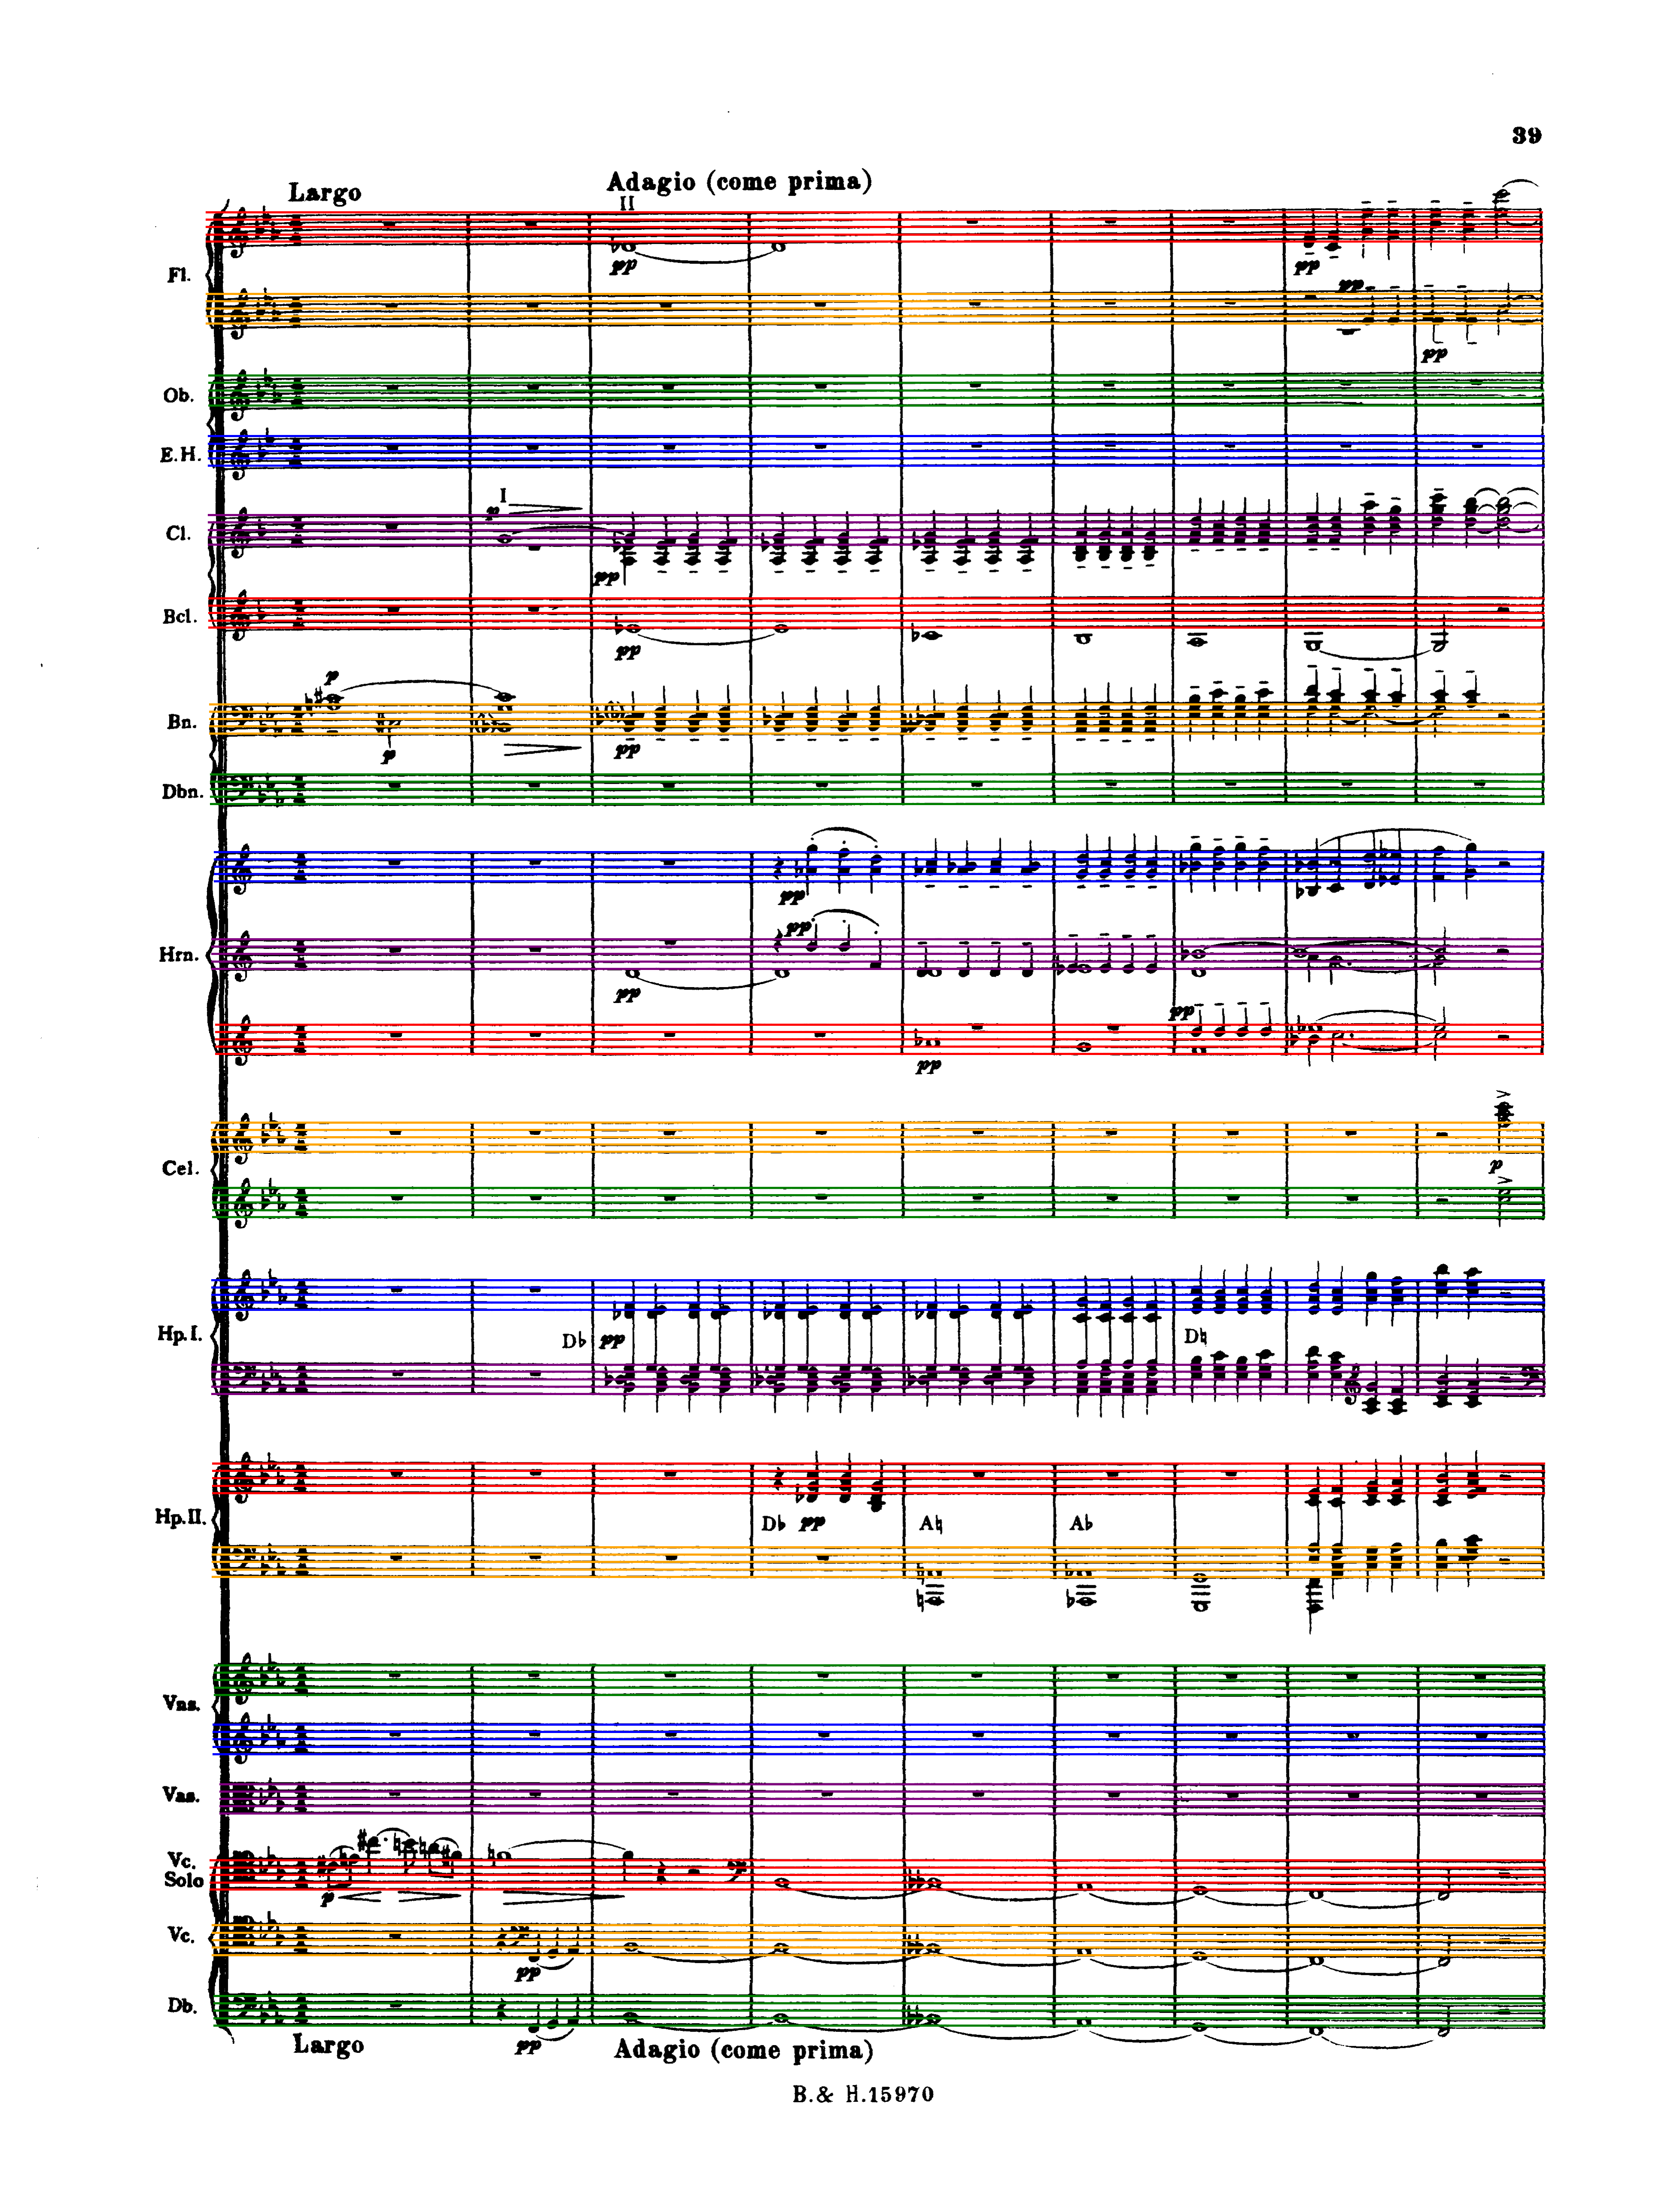 39
Largo
Adagio (come prima)
II
pp
pp
Fl.
pp
pp
Ob.
E.H.
I
p
Cl.
pp
Bcl.
pp
p
Bn.
p
pp
Dbn.
pp
pp
Hrn.
pp
pp
pp
p
Cel.
Hp.I.
D♭ pp
D♮
Hp.II.
D♭ pp
A♮
A♭
Vns.
Vas.
Vc.
Solo
p
Vc.
pp
Db.
pp
Largo
Adagio (come prima)
B.& H.15970